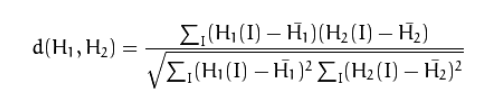 d(H₁, H₂) = ∑_I (H₁(I) − H̄₁)(H₂(I) − H̄₂) / √(∑_I (H₁(I) − H̄₁)² ∑_I (H₂(I) − H̄₂)²)